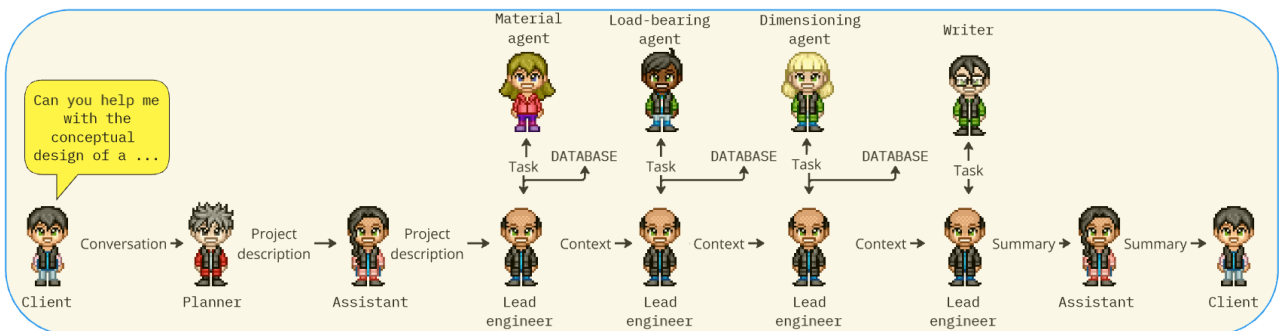 Material
agent
Load-bearing
agent
Dimensioning
agent
Writer
Can you help me
with the
conceptual
design of a ...
Task
DATABASE
Task
DATABASE
Task
DATABASE
Task
Conversation
Project
description
Project
description
Context
Context
Context
Summary
Summary
Client
Planner
Assistant
Lead
engineer
Lead
engineer
Lead
engineer
Lead
engineer
Assistant
Client